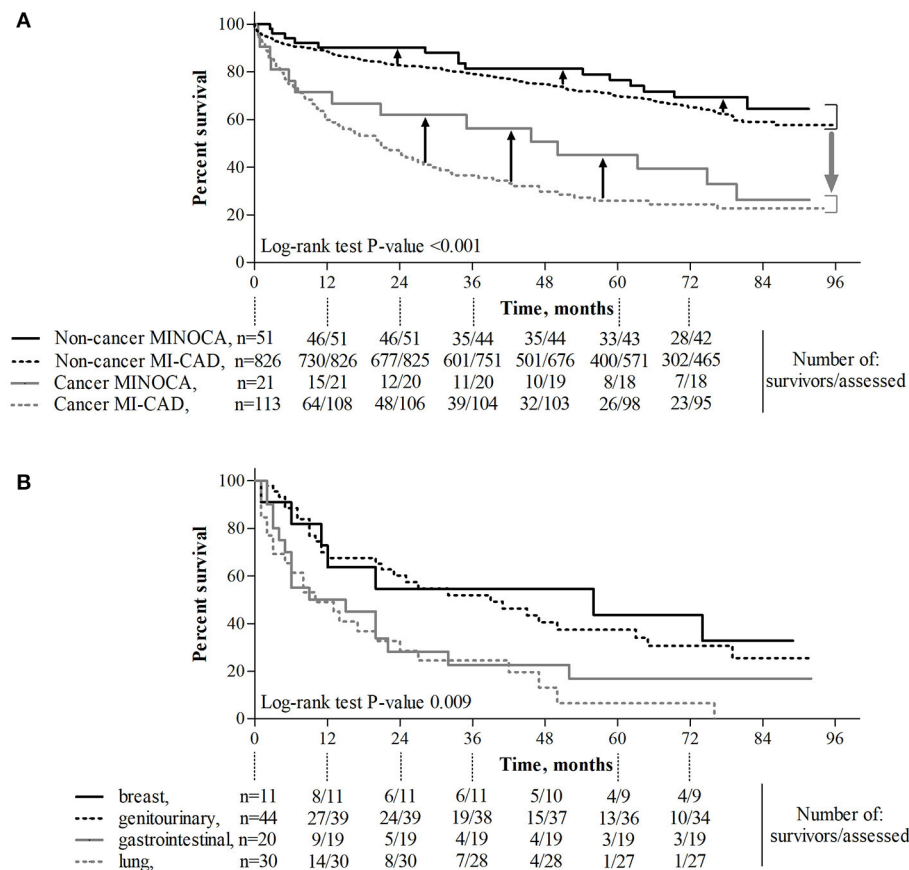 A
100
80
60
40
20
0
Percent survival
Log-rank test P-value <0.001
0 12 24 36 48 60 72 84 96
Time, months
Non-cancer MINOCA, n=51 46/51 46/51 35/44 35/44 33/43 28/42
Non-cancer MI-CAD, n=826 730/826 677/825 601/751 501/676 400/571 302/465
Cancer MINOCA, n=21 15/21 12/20 11/20 10/19 8/18 7/18
Cancer MI-CAD, n=113 64/108 48/106 39/104 32/103 26/98 23/95
Number of:
survivors/assessed
B
100
80
60
40
20
0
Percent survival
Log-rank test P-value 0.009
0 12 24 36 48 60 72 84 96
Time, months
breast, n=11 8/11 6/11 6/11 5/10 4/9 4/9
genitourinary, n=44 27/39 24/39 19/38 15/37 13/36 10/34
gastrointestinal, n=20 9/19 5/19 4/19 4/19 3/19 3/19
lung, n=30 14/30 8/30 7/28 4/28 1/27 1/27
Number of:
survivors/assessed